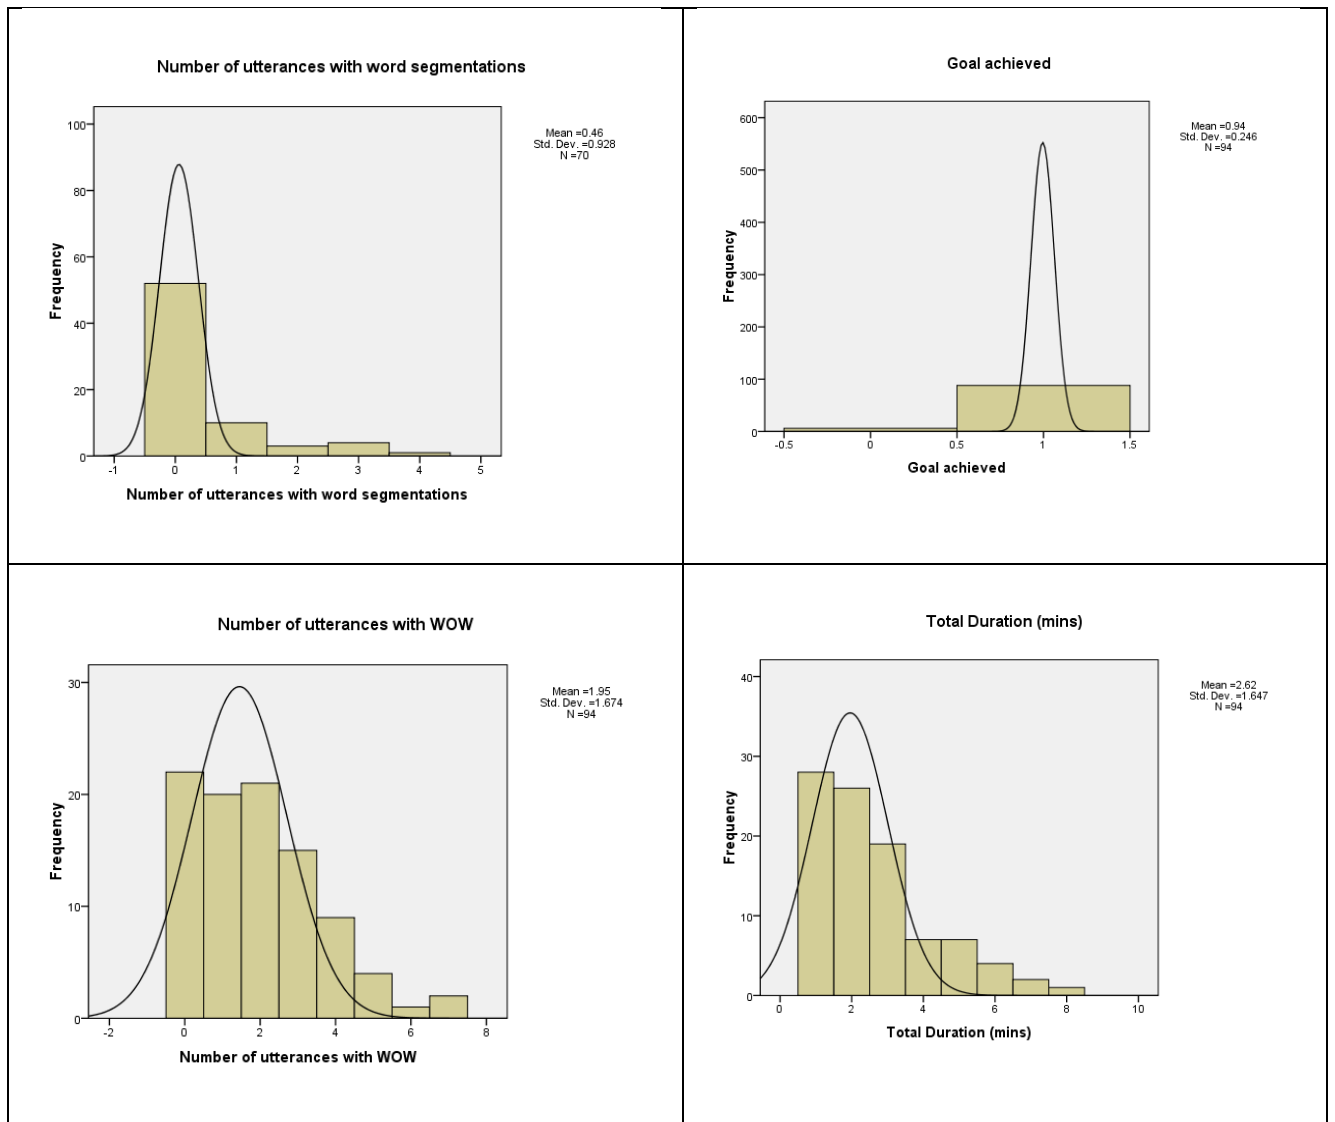 Number of utterances with word segmentations
Mean =0.46
Std. Dev. =0.928
N =70
100
80
60
40
20
0
Frequency
-1 0 1 2 3 4 5
Number of utterances with word segmentations
Goal achieved
Mean =0.94
Std. Dev. =0.246
N =94
600
500
400
300
200
100
0
Frequency
-0.5 0 0.5 1 1.5
Goal achieved
Number of utterances with WOW
Mean =1.95
Std. Dev. =1.674
N =94
30
20
10
0
Frequency
-2 0 2 4 6 8
Number of utterances with WOW
Total Duration (mins)
Mean =2.62
Std. Dev. =1.647
N =94
40
30
20
10
0
Frequency
0 2 4 6 8 10
Total Duration (mins)